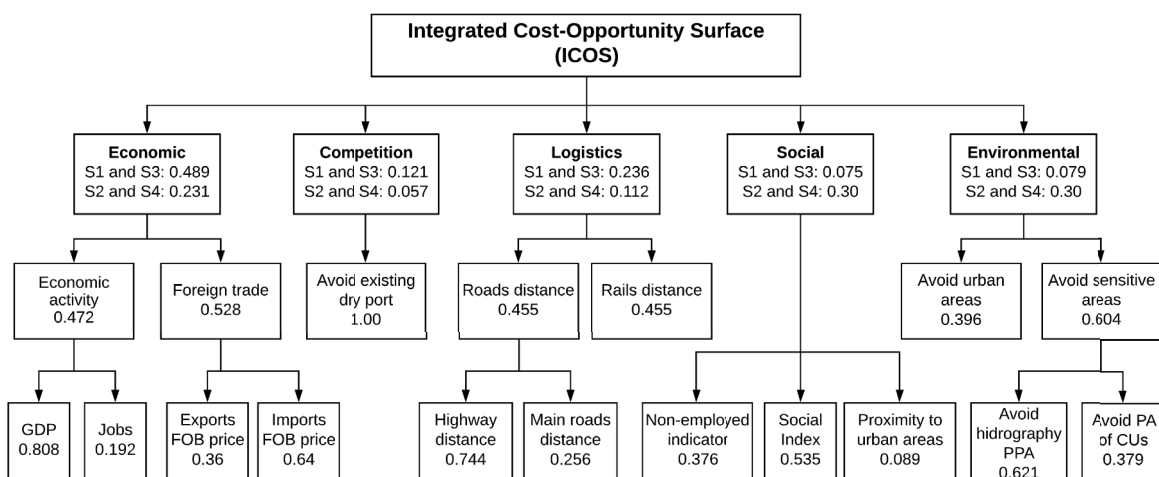 Integrated Cost-Opportunity Surface
(ICOS)
Economic
S1 and S3: 0.489
S2 and S4: 0.231
Competition
S1 and S3: 0.121
S2 and S4: 0.057
Logistics
S1 and S3: 0.236
S2 and S4: 0.112
Social
S1 and S3: 0.075
S2 and S4: 0.30
Environmental
S1 and S3: 0.079
S2 and S4: 0.30
Economic
activity
0.472
Foreign trade
0.528
Avoid existing
dry port
1.00
Roads distance
0.455
Rails distance
0.455
Avoid urban
areas
0.396
Avoid sensitive
areas
0.604
GDP
0.808
Jobs
0.192
Exports
FOB price
0.36
Imports
FOB price
0.64
Highway
distance
0.744
Main roads
distance
0.256
Non-employed
indicator
0.376
Social
Index
0.535
Proximity to
urban areas
0.089
Avoid
hidrography
PPA
0.621
Avoid PA
of CUs
0.379